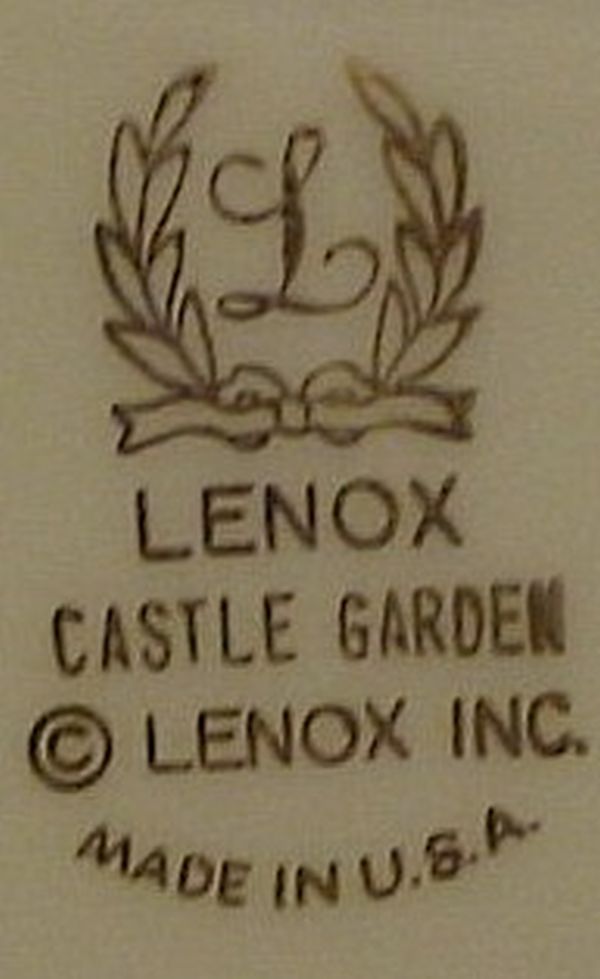 L
LENOX
CASTLE GARDEN
© LENOX INC.
MADE IN U.S.A.